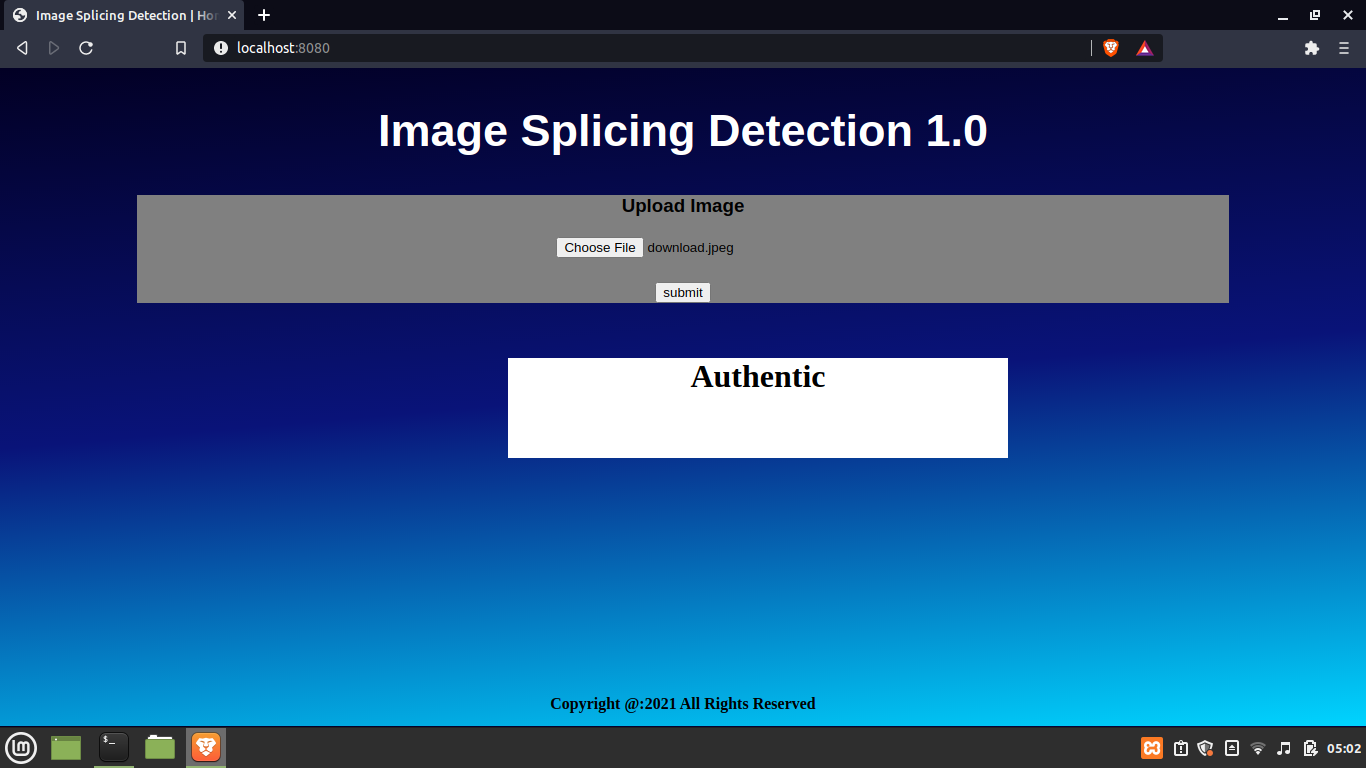 Image Splicing Detection | Hor
localhost:8080
Image Splicing Detection 1.0
Upload Image
Choose File download.jpeg
submit
Authentic
Copyright @:2021 All Rights Reserved
$_
05:02